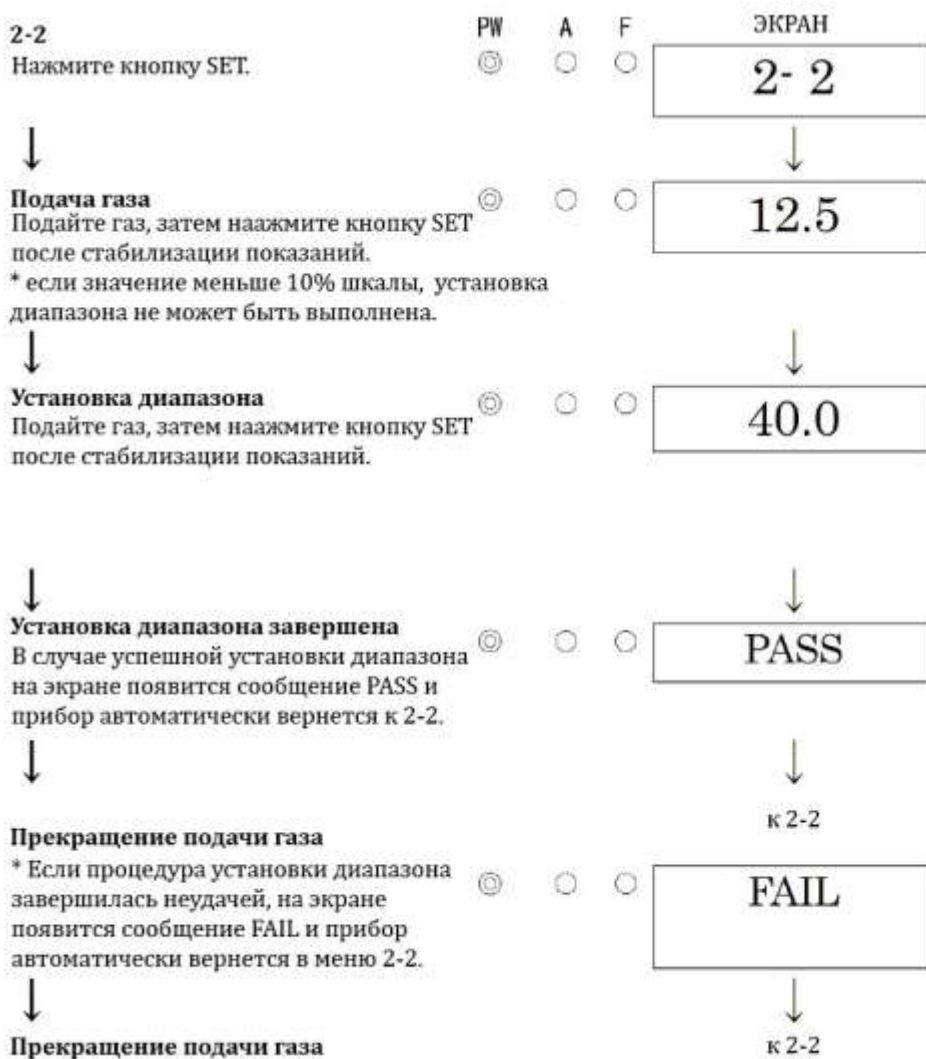 2-2 PW A F ЭКРАН
Нажмите кнопку SET. 2- 2
Подача газа
Подайте газ, затем наажмите кнопку SET 12.5
после стабилизации показаний.
* если значение меньше 10% шкалы, установка
диапазона не может быть выполнена.
Установка диапазона
Подайте газ, затем наажмите кнопку SET 40.0
после стабилизации показаний.
Установка диапазона завершена
В случае успешной установки диапазона PASS
на экране появится сообщение PASS и
прибор автоматически вернется к 2-2.
к 2-2
Прекращение подачи газа
* Если процедура установки диапазона
завершилась неудачей, на экране FAIL
появится сообщение FAIL и прибор
автоматически вернется в меню 2-2.
Прекращение подачи газа к 2-2